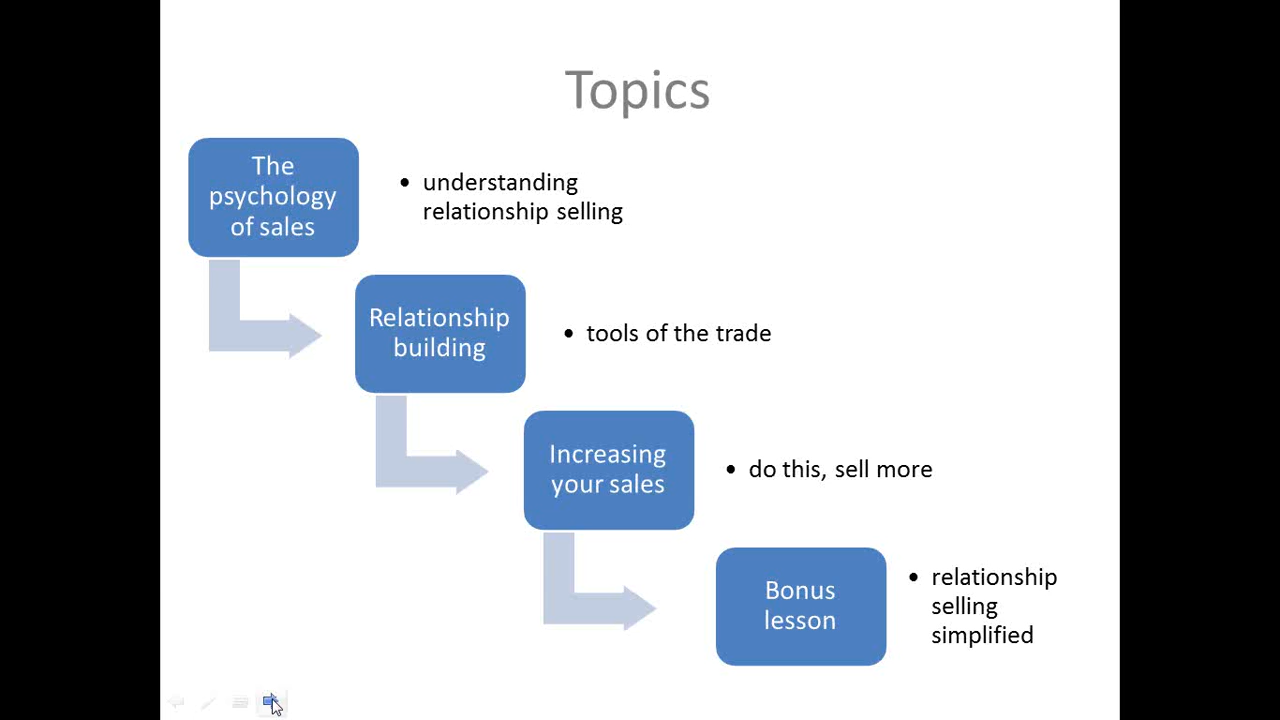 Topics
The
psychology
of sales
• understanding
relationship selling
Relationship
building
• tools of the trade
Increasing
your sales
• do this, sell more
Bonus
lesson
• relationship
selling
simplified